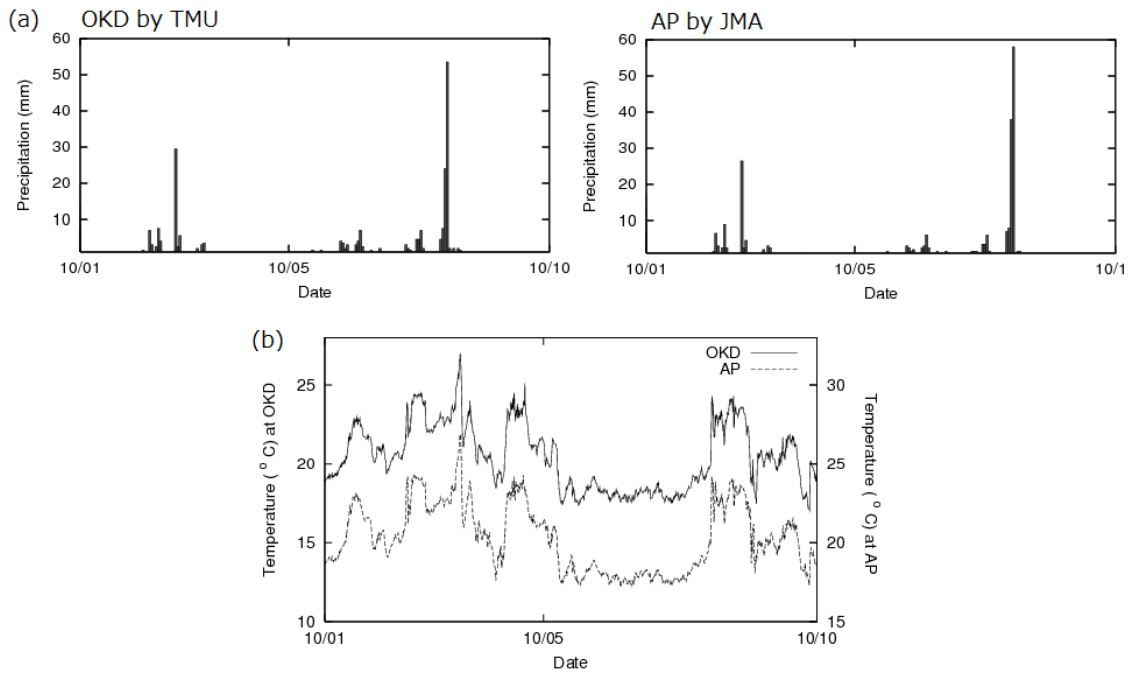 (a)
OKD by TMU
AP by JMA
60
50
40
30
20
10
Precipitation (mm)
10/01
10/05
10/10
Date
60
50
40
30
20
10
Precipitation (mm)
10/01
10/05
10/1
Date
(b)
OKD
AP
25
20
15
10
Temperature ( ° C) at OKD
30
25
20
15
Temperature ( ° C) at AP
10/01
10/05
10/10
Date